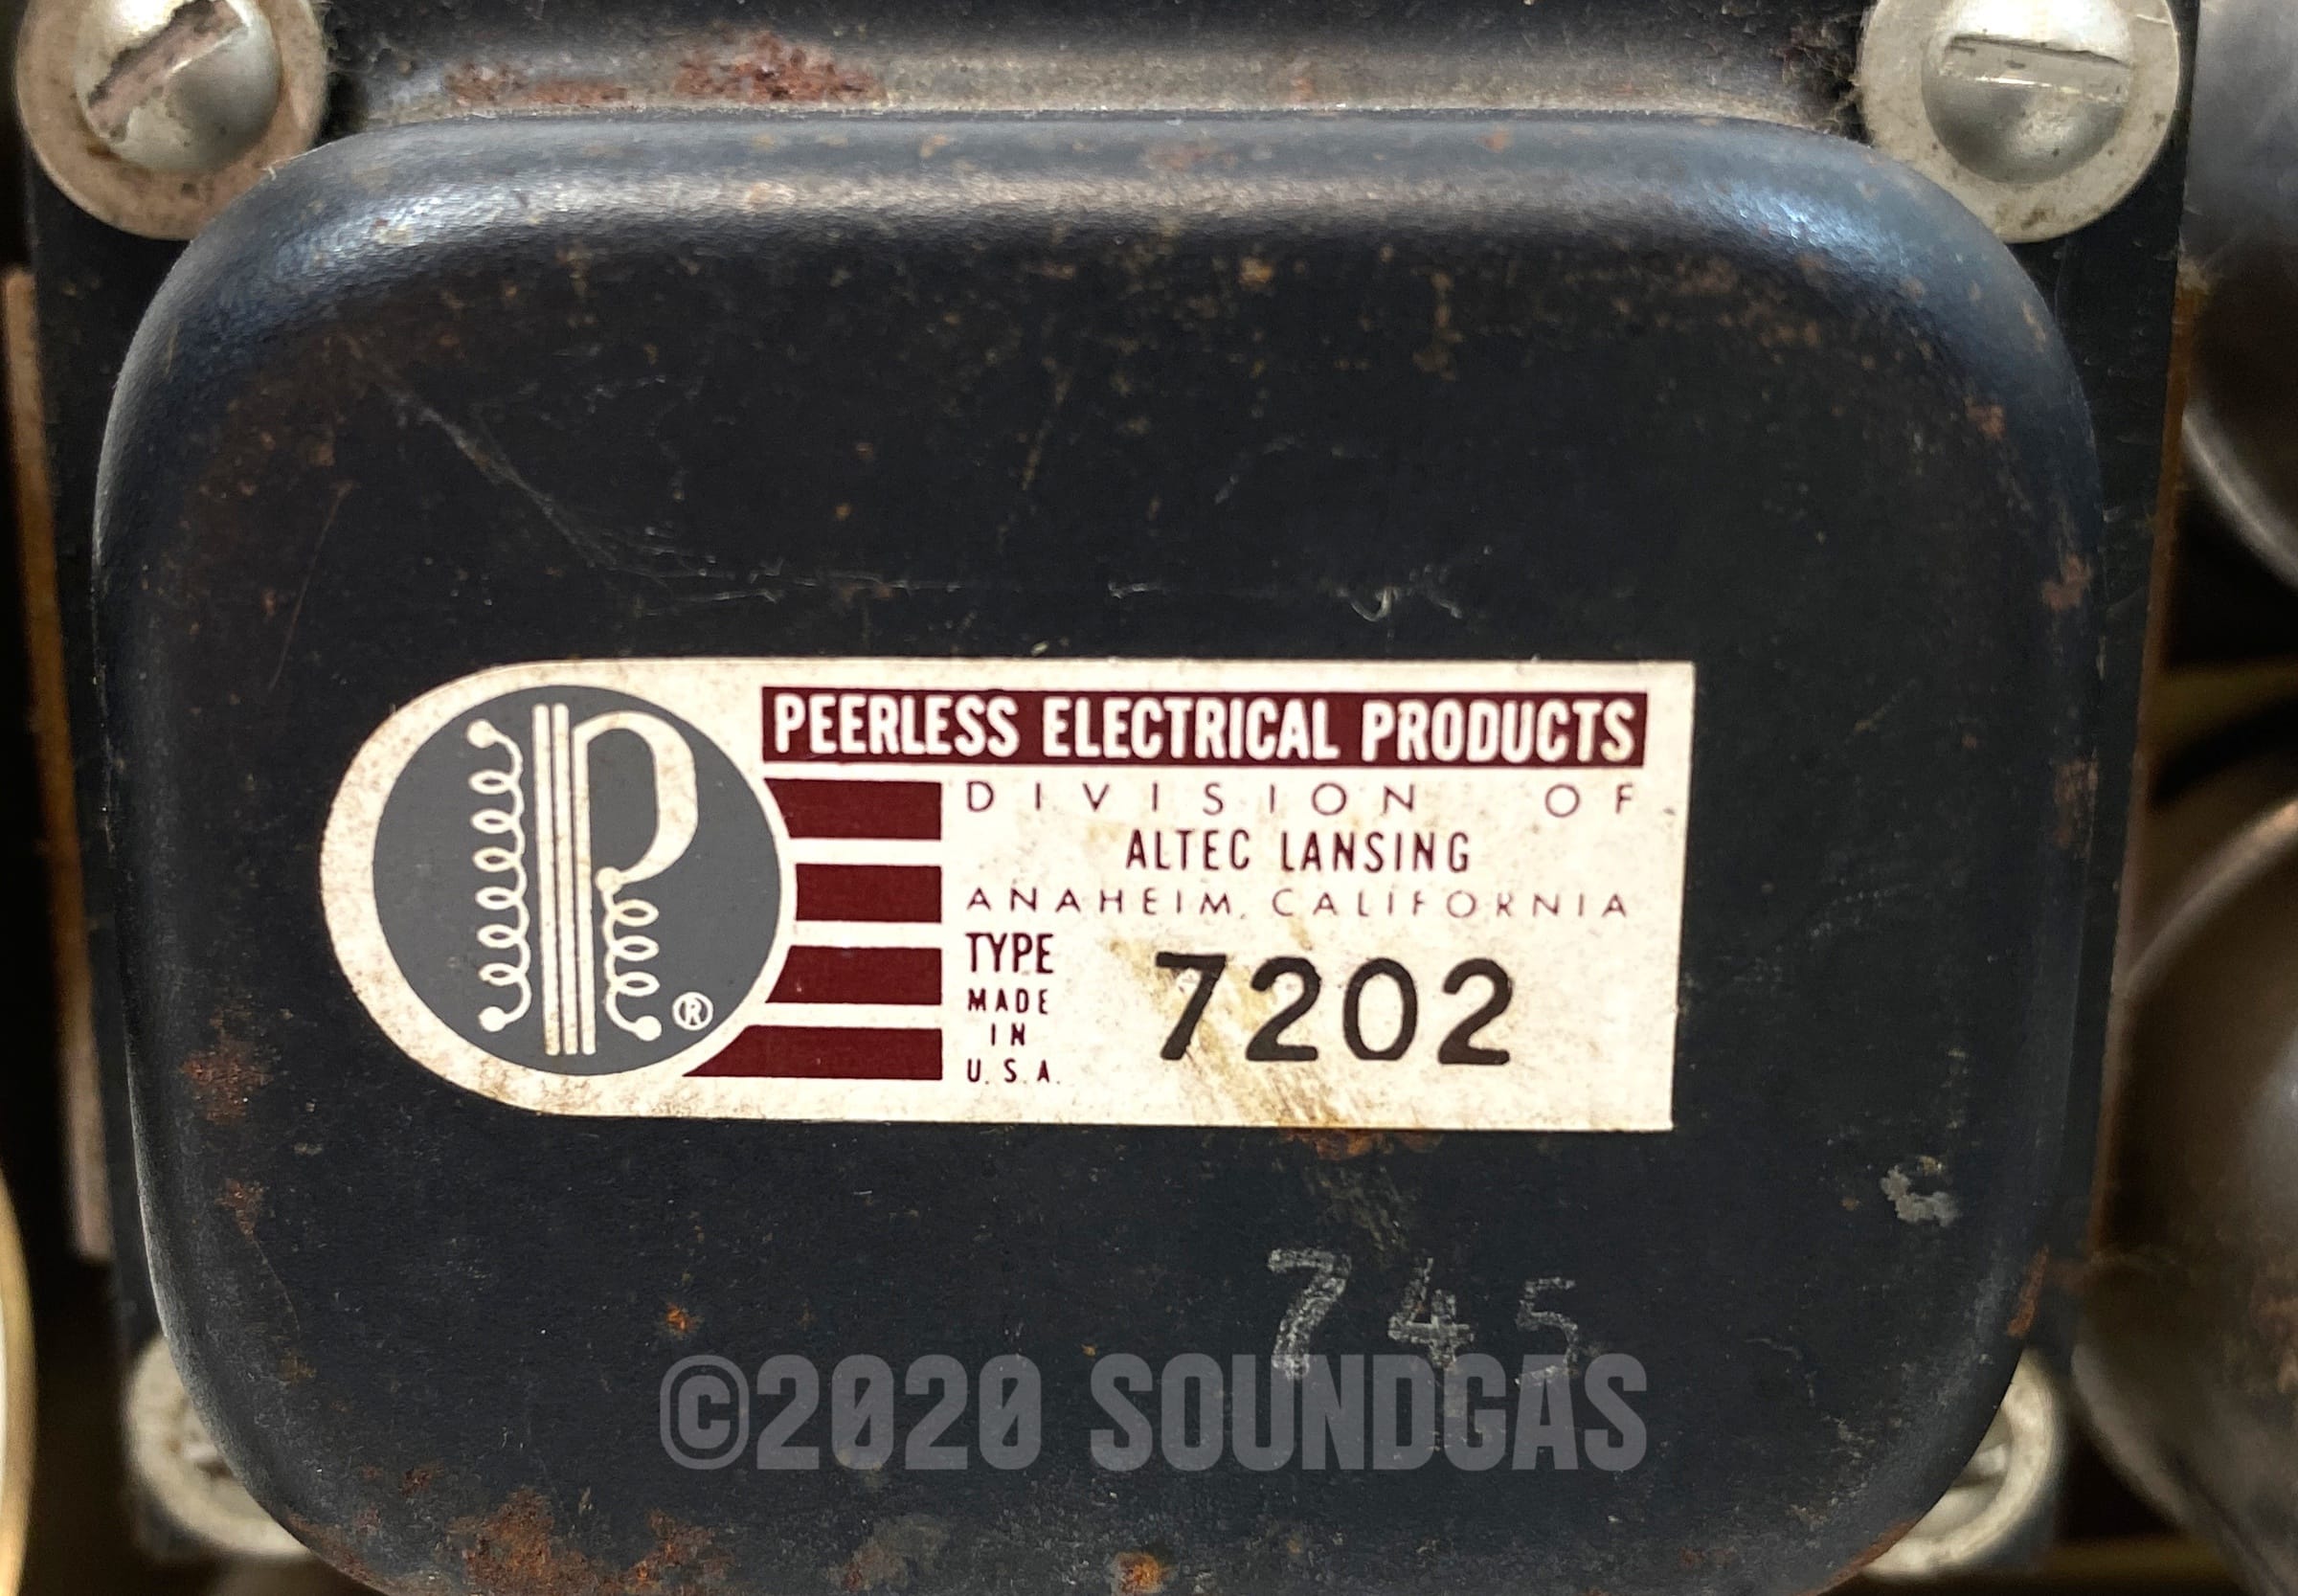 PEERLESS ELECTRICAL PRODUCTS
DIVISION OF
ALTEC LANSING
ANAHEIM, CALIFORNIA
TYPE 7202
MADE
IN
U.S.A.
®
745
©2020 SOUNDGAS